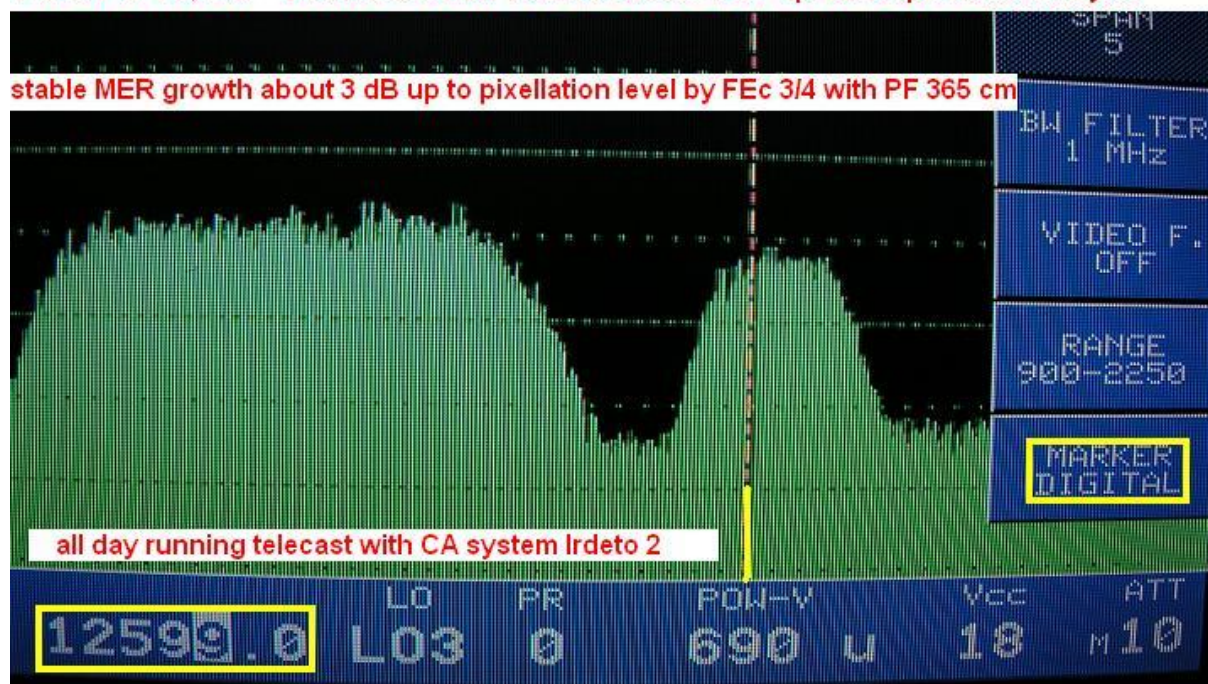 SPAN
5
stable MER growth about 3 dB up to pixellation level by FEc 3/4 with PF 365 cm
BW FILTER
1 MHz
VIDEO F.
OFF
RANGE
900-2250
MARKER
DIGITAL
all day running telecast with CA system Irdeto 2
LO PR POW-V Vcc ATT
12599.0 LO3 0 690 u 18 M10